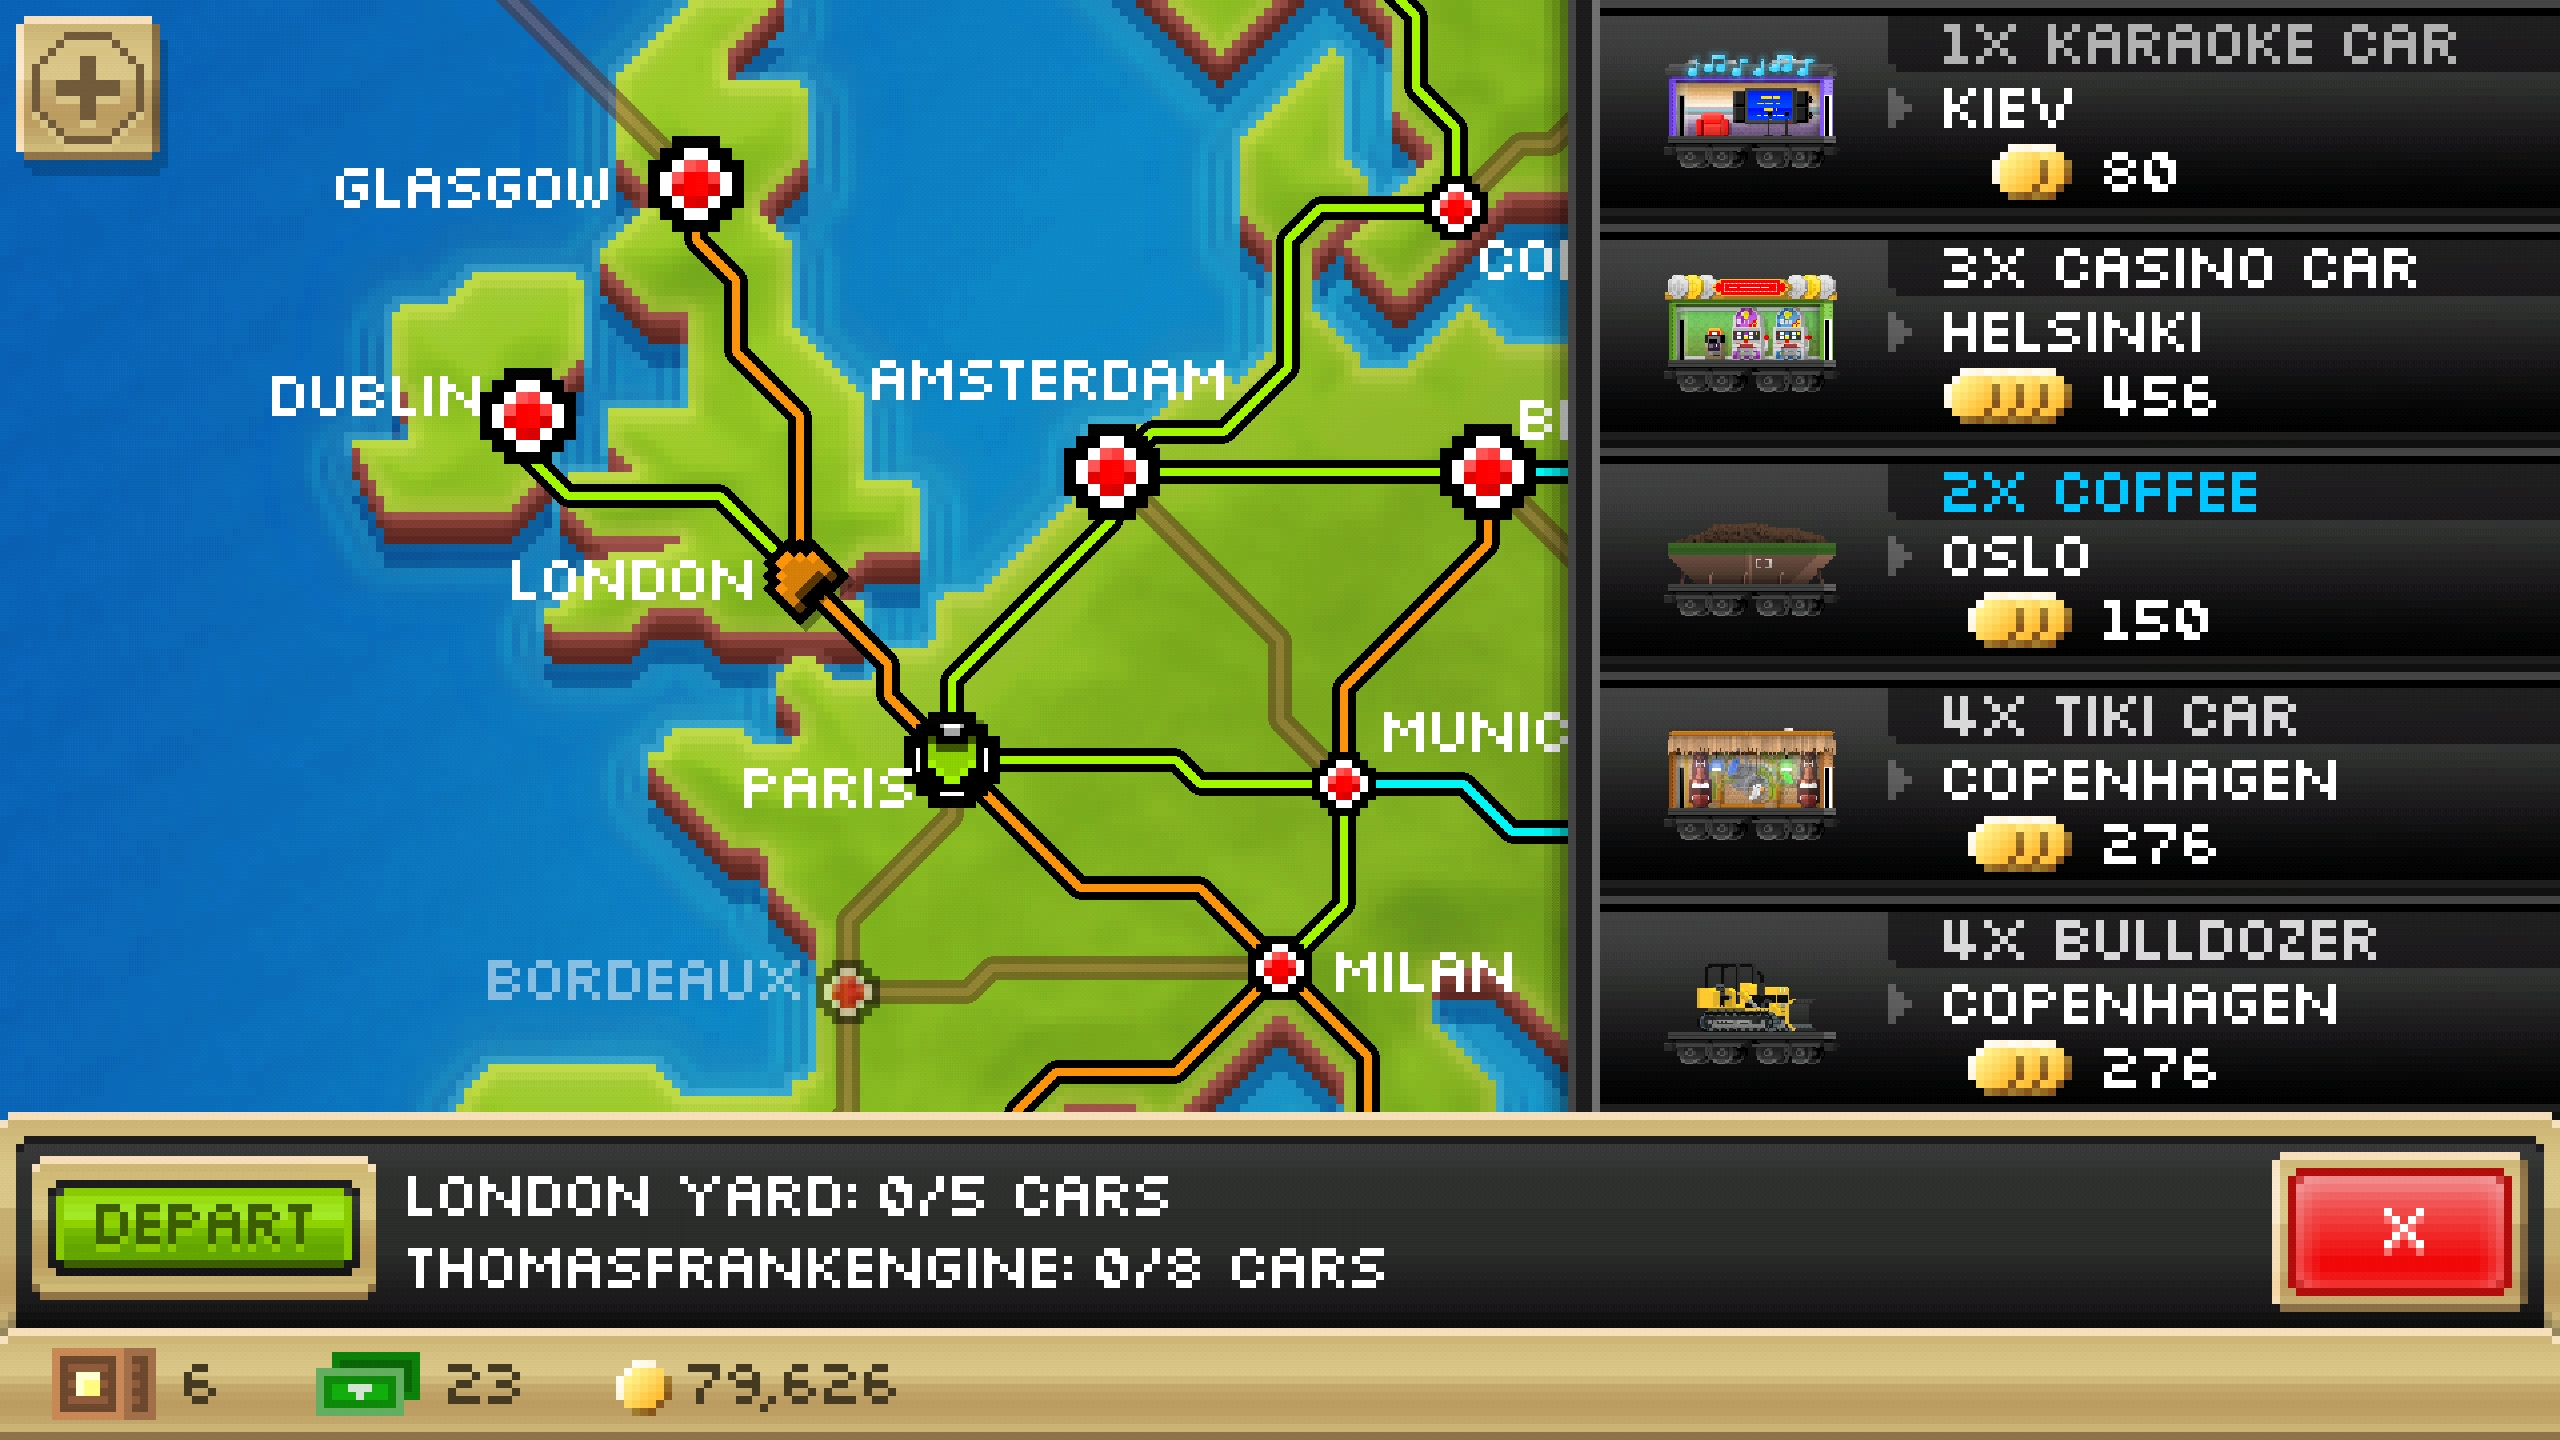 GLASGOW
DUBLIN
AMSTERDAM
LONDON
PARIS
MUNIC
BORDEAUX
MILAN
1X KARAOKE CAR
KIEV
80
3X CASINO CAR
HELSINKI
456
2X COFFEE
OSLO
150
4X TIKI CAR
COPENHAGEN
276
4X BULLDOZER
COPENHAGEN
276
DEPART
LONDON YARD: 0/5 CARS
THOMASFRANKENGINE: 0/8 CARS
X
6
23
79,626